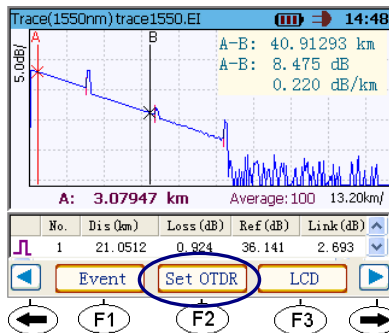 Trace(1550nm) trace1550.EI 14:48
A B
A-B: 40.91293 km
A-B: 8.475 dB
0.220 dB/km
5.0dB/
A: 3.07947 km Average:100 13.20km/
No. Dis(km) Loss(dB) Ref(dB) Link(dB)
1 21.0512 0.924 36.141 2.693
Event Set OTDR LCD
F1 F2 F3